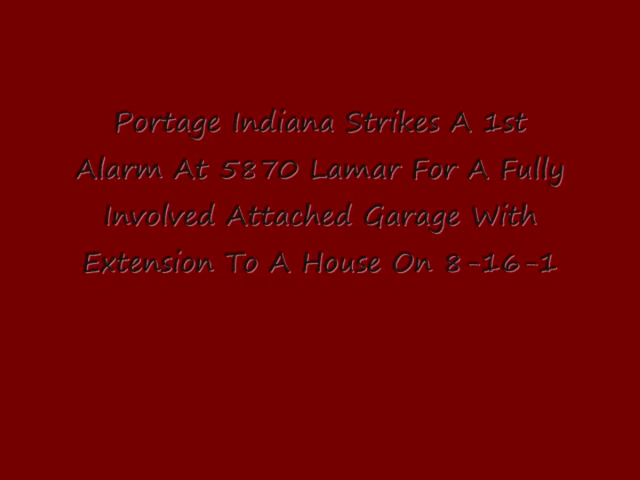 Portage Indiana Strikes A 1st
Alarm At 5870 Lamar For A Fully
Involved Attached Garage With
Extension To A House On 8-16-1